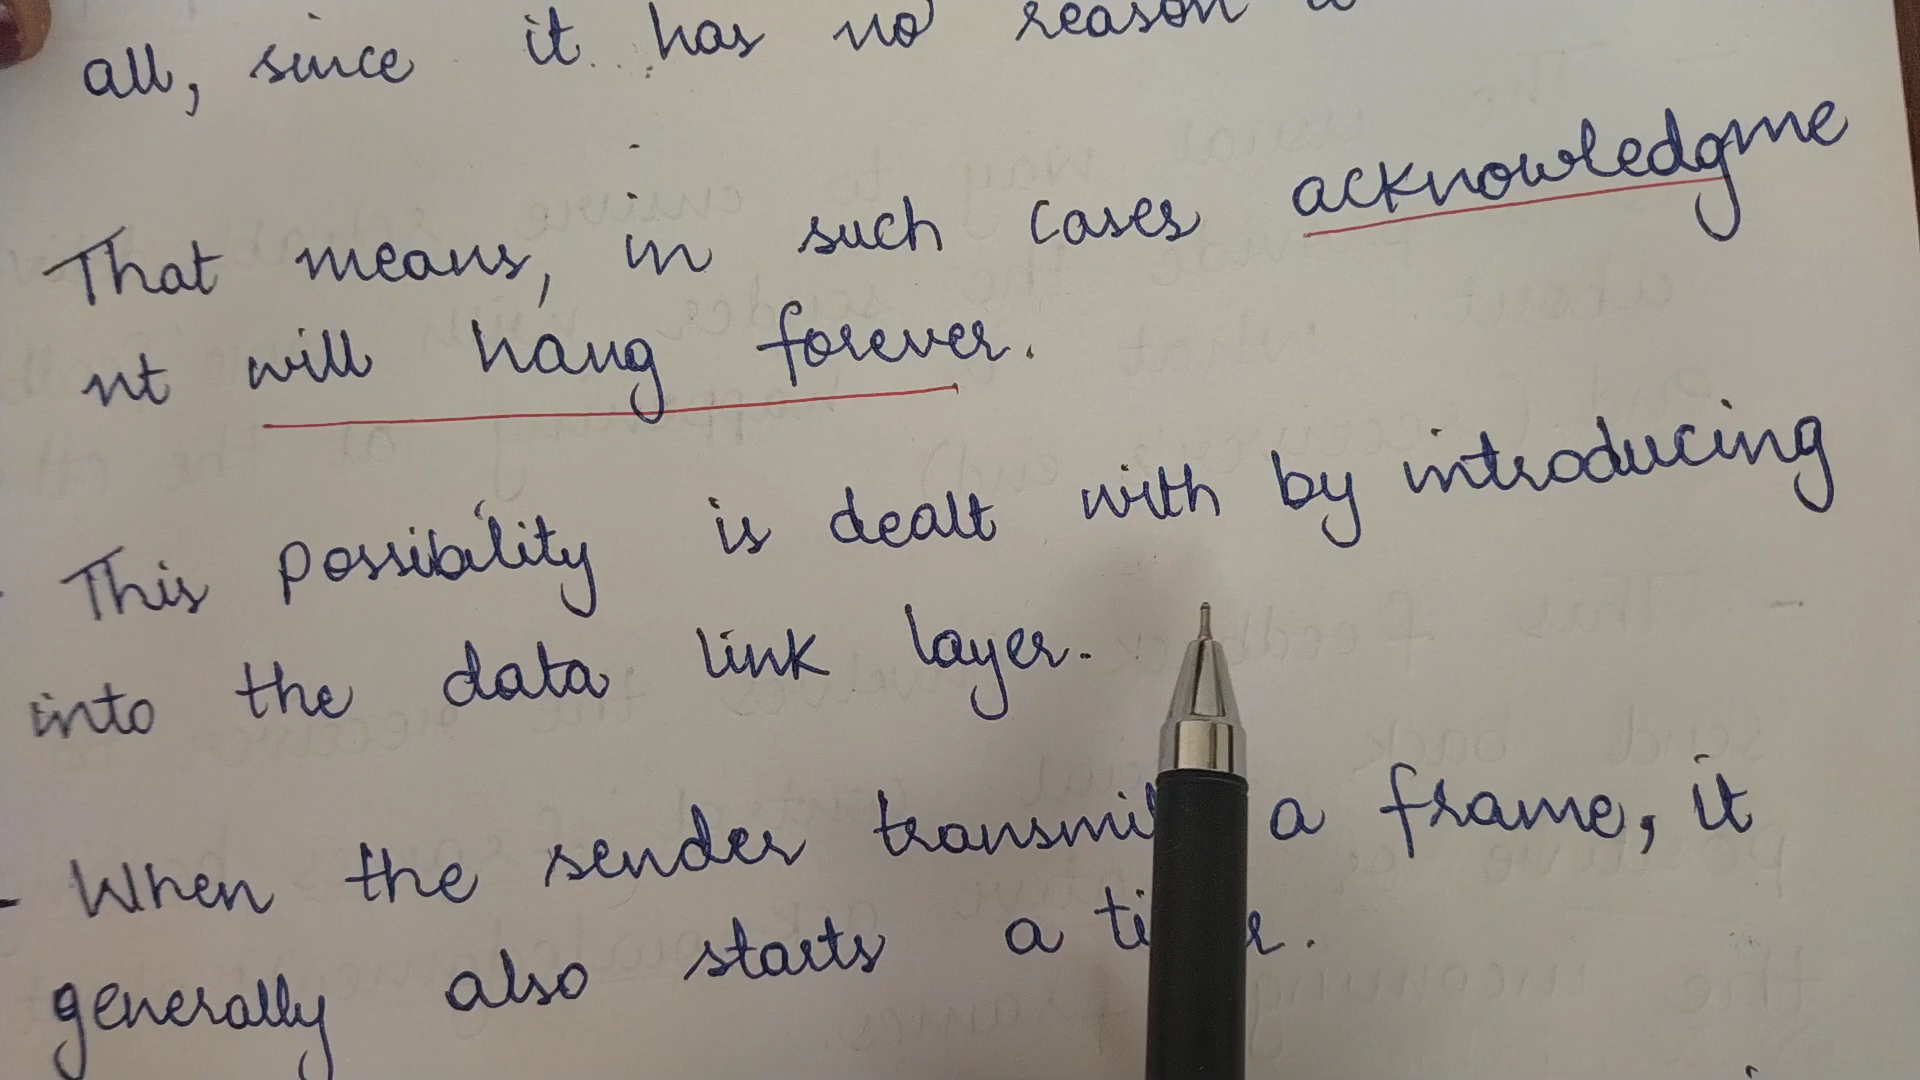 all, since it has no reason
That means, in such cases acknowledgme
nt will hang forever.
This possibility is dealt with by introducing
into the data link layer.
- When the sender a frame, it
generally also starts a